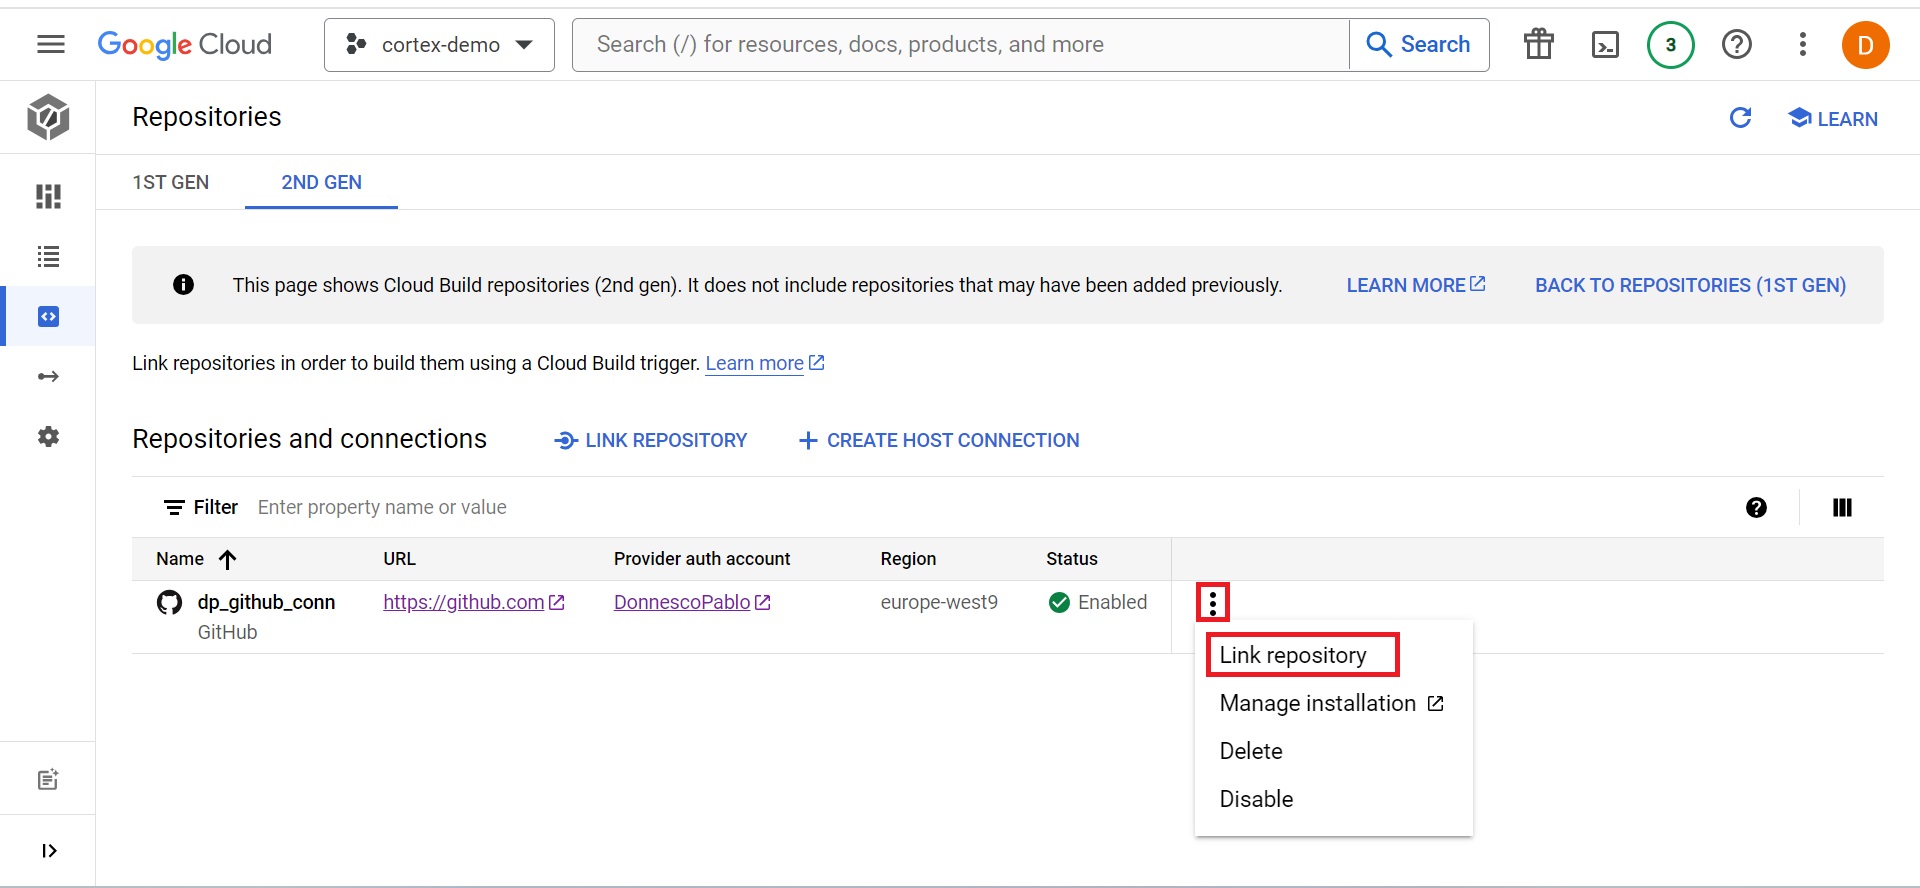 Google Cloud
cortex-demo
Search (/) for resources, docs, products, and more
Search
3
D
Repositories
LEARN
1ST GEN
2ND GEN
This page shows Cloud Build repositories (2nd gen). It does not include repositories that may have been added previously.
LEARN MORE
BACK TO REPOSITORIES (1ST GEN)
Link repositories in order to build them using a Cloud Build trigger. Learn more
Repositories and connections
LINK REPOSITORY
CREATE HOST CONNECTION
Filter
Enter property name or value
Name
URL
Provider auth account
Region
Status
dp_github_conn
GitHub
https://github.com
DonnescoPablo
europe-west9
Enabled
Link repository
Manage installation
Delete
Disable